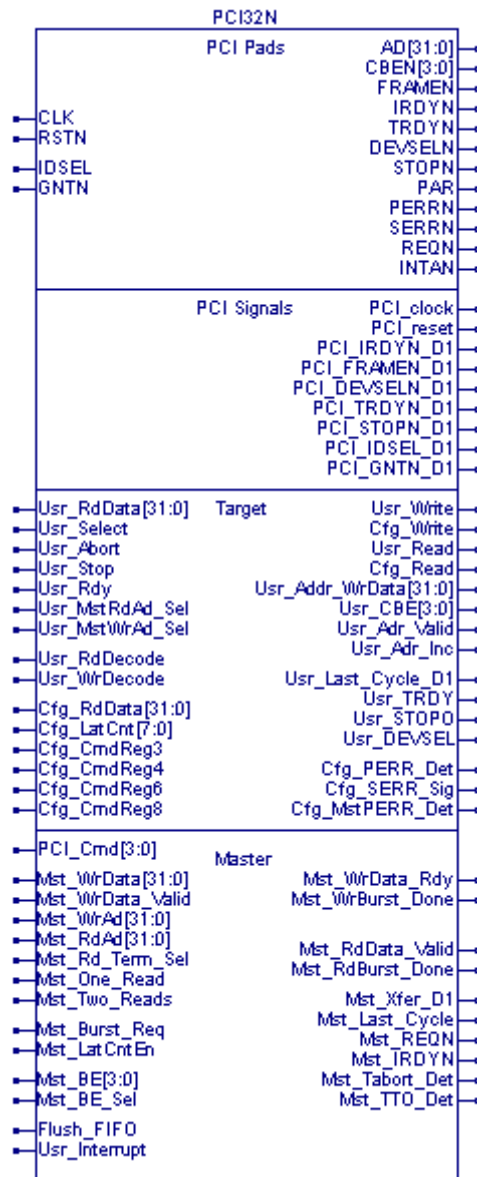 PCI32N
PCI Pads AD[31:0]
CBEN[3:0]
FRAMEN
IRDYN
CLK TRDYN
RSTN DEVSELN
IDSEL STOPN
GNTN PAR
PERRN
SERRN
REQN
INTAN
PCI Signals PCI_clock
PCI_reset
PCI_IRDYN_D1
PCI_FRAMEN_D1
PCI_DEVSELN_D1
PCI_TRDYN_D1
PCI_STOPN_D1
PCI_IDSEL_D1
PCI_GNTN_D1
Usr_RdData[31:0] Target Usr_Write
Usr_Select Cfg_Write
Usr_Abort Usr_Read
Usr_Stop Cfg_Read
Usr_Rdy Usr_Addr_WrData[31:0]
Usr_MstRdAd_Sel Usr_CBE[3:0]
Usr_MstWrAd_Sel Usr_Adr_Valid
Usr_Adr_Inc
Usr_RdDecode
Usr_WrDecode Usr_Last_Cycle_D1
Usr_TRDY
Cfg_RdData[31:0] Usr_STOPO
Cfg_LatCnt[7:0] Usr_DEVSEL
Cfg_CmdReg3
Cfg_CmdReg4 Cfg_PERR_Det
Cfg_CmdReg6 Cfg_SERR_Sig
Cfg_CmdReg8 Cfg_MstPERR_Det
PCI_Cmd[3:0] Master
Mst_WrData[31:0] Mst_WrData_Rdy
Mst_WrData_Valid Mst_WrBurst_Done
Mst_WrAd[31:0]
Mst_RdAd[31:0]
Mst_Rd_Term_Sel Mst_RdData_Valid
Mst_One_Read Mst_RdBurst_Done
Mst_Two_Reads Mst_Xfer_D1
Mst_Last_Cycle
Mst_Burst_Req Mst_REQN
Mst_LatCntEn Mst_IRDYN
Mst_BE[3:0] Mst_Tabort_Det
Mst_BE_Sel Mst_TTO_Det
Flush_FIFO
Usr_Interrupt